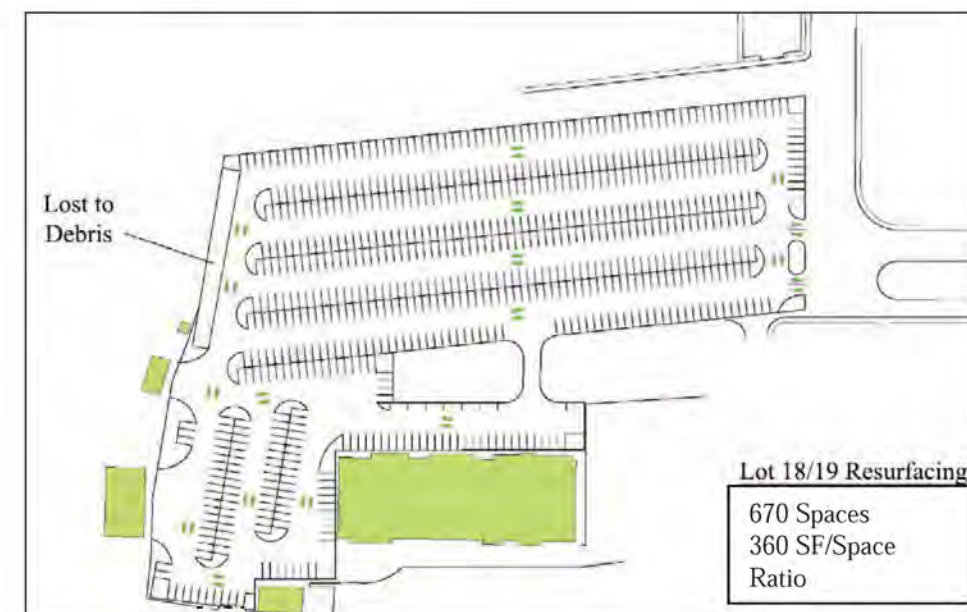 Lost to
Debris
Lot 18/19 Resurfacing
670 Spaces
360 SF/Space
Ratio